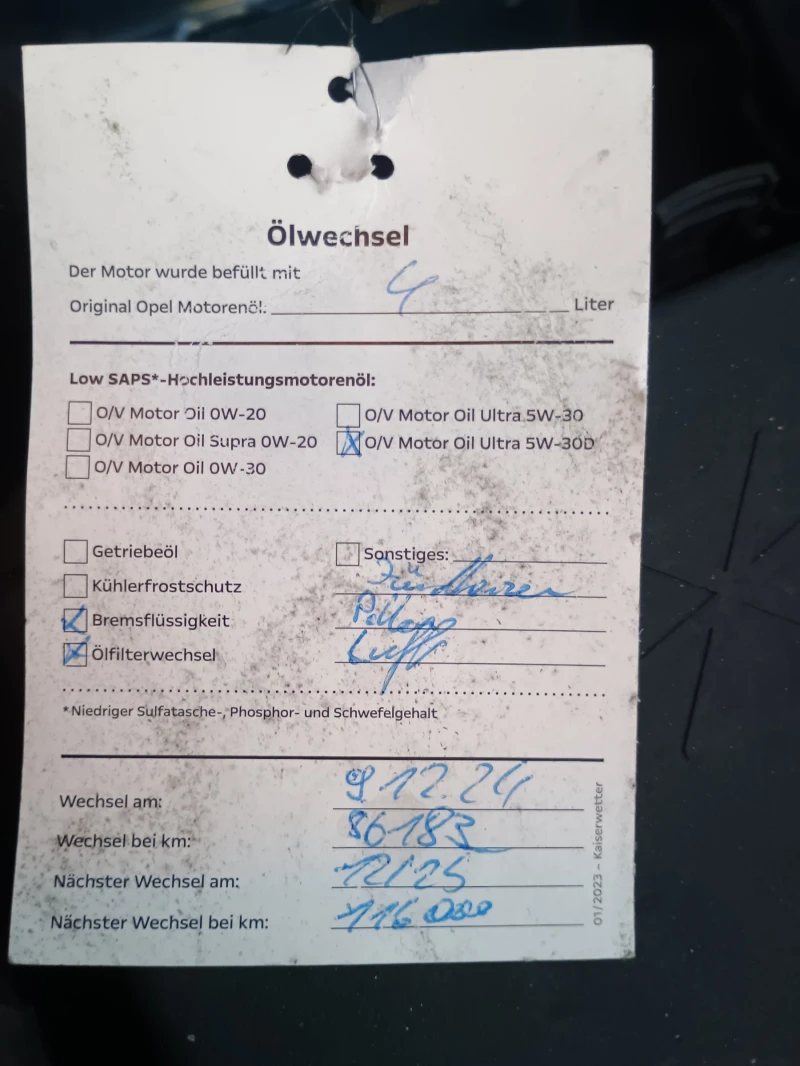 Ölwechsel
Der Motor wurde befüllt mit
Original Opel Motorenöl: 4 Liter
Low SAPS*-Hochleistungsmotorenöl:
O/V Motor Oil 0W-20
O/V Motor Oil Ultra 5W-30
O/V Motor Oil Supra 0W-20
X O/V Motor Oil Ultra 5W-30D
O/V Motor Oil 0W-30
Getriebeöl
Sonstiges:
Kühlerfrostschutz
Zündkerzen
Bremsflüssigkeit
Pollen
Ölfilterwechsel
Luft
*Niedriger Sulfatasche-, Phosphor- und Schwefelgehalt
Wechsel am: 9.12.24
Wechsel bei km: 86183
Nächster Wechsel am: 12/25
Nächster Wechsel bei km: 116000
01/2023 – Kaiserwetter